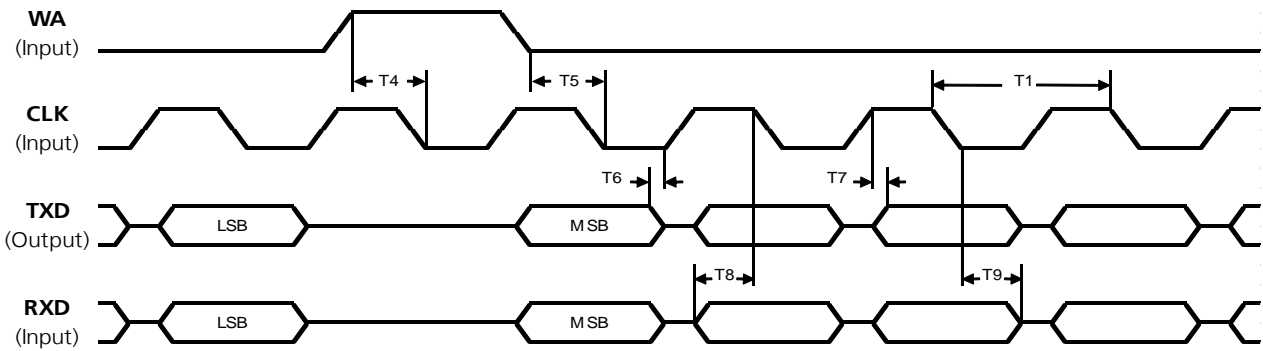 WA
(Input)
T4
T5
T1
CLK
(Input)
T6
T7
TXD
(Output)
LSB
MSB
T8
T9
RXD
(Input)
LSB
MSB